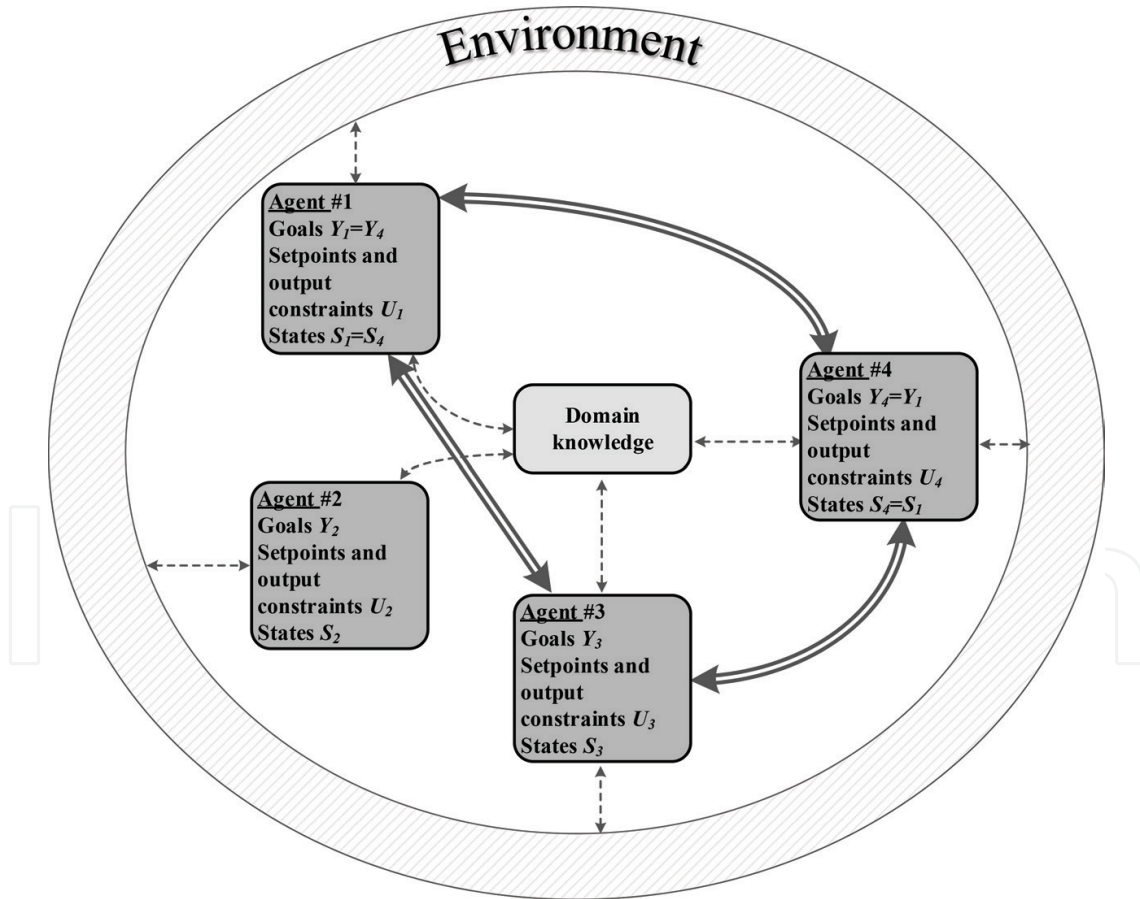 Environment
Agent #1
Goals Y₁=Y₄
Setpoints and
output
constraints U₁
States S₁=S₄
Agent #4
Goals Y₄=Y₁
Setpoints and
output
constraints U₄
States S₄=S₁
Domain
knowledge
Agent #2
Goals Y₂
Setpoints and
output
constraints U₂
States S₂
Agent #3
Goals Y₃
Setpoints and
output
constraints U₃
States S₃